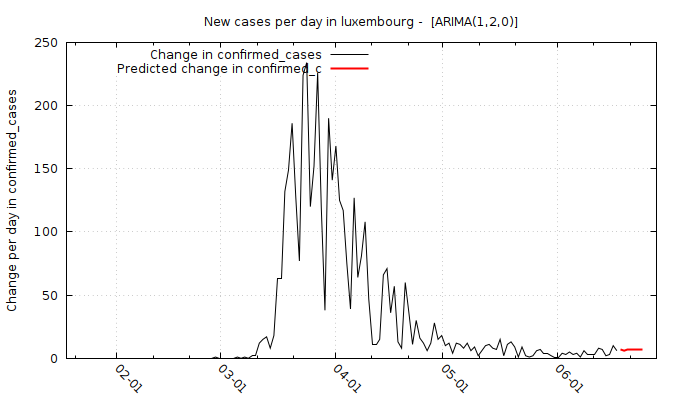 New cases per day in luxembourg -  [ARIMA(1,2,0)]
Change in confirmed_cases
Predicted change in confirmed_c
Change per day in confirmed_cases
250
200
150
100
50
0
02-01
03-01
04-01
05-01
06-01